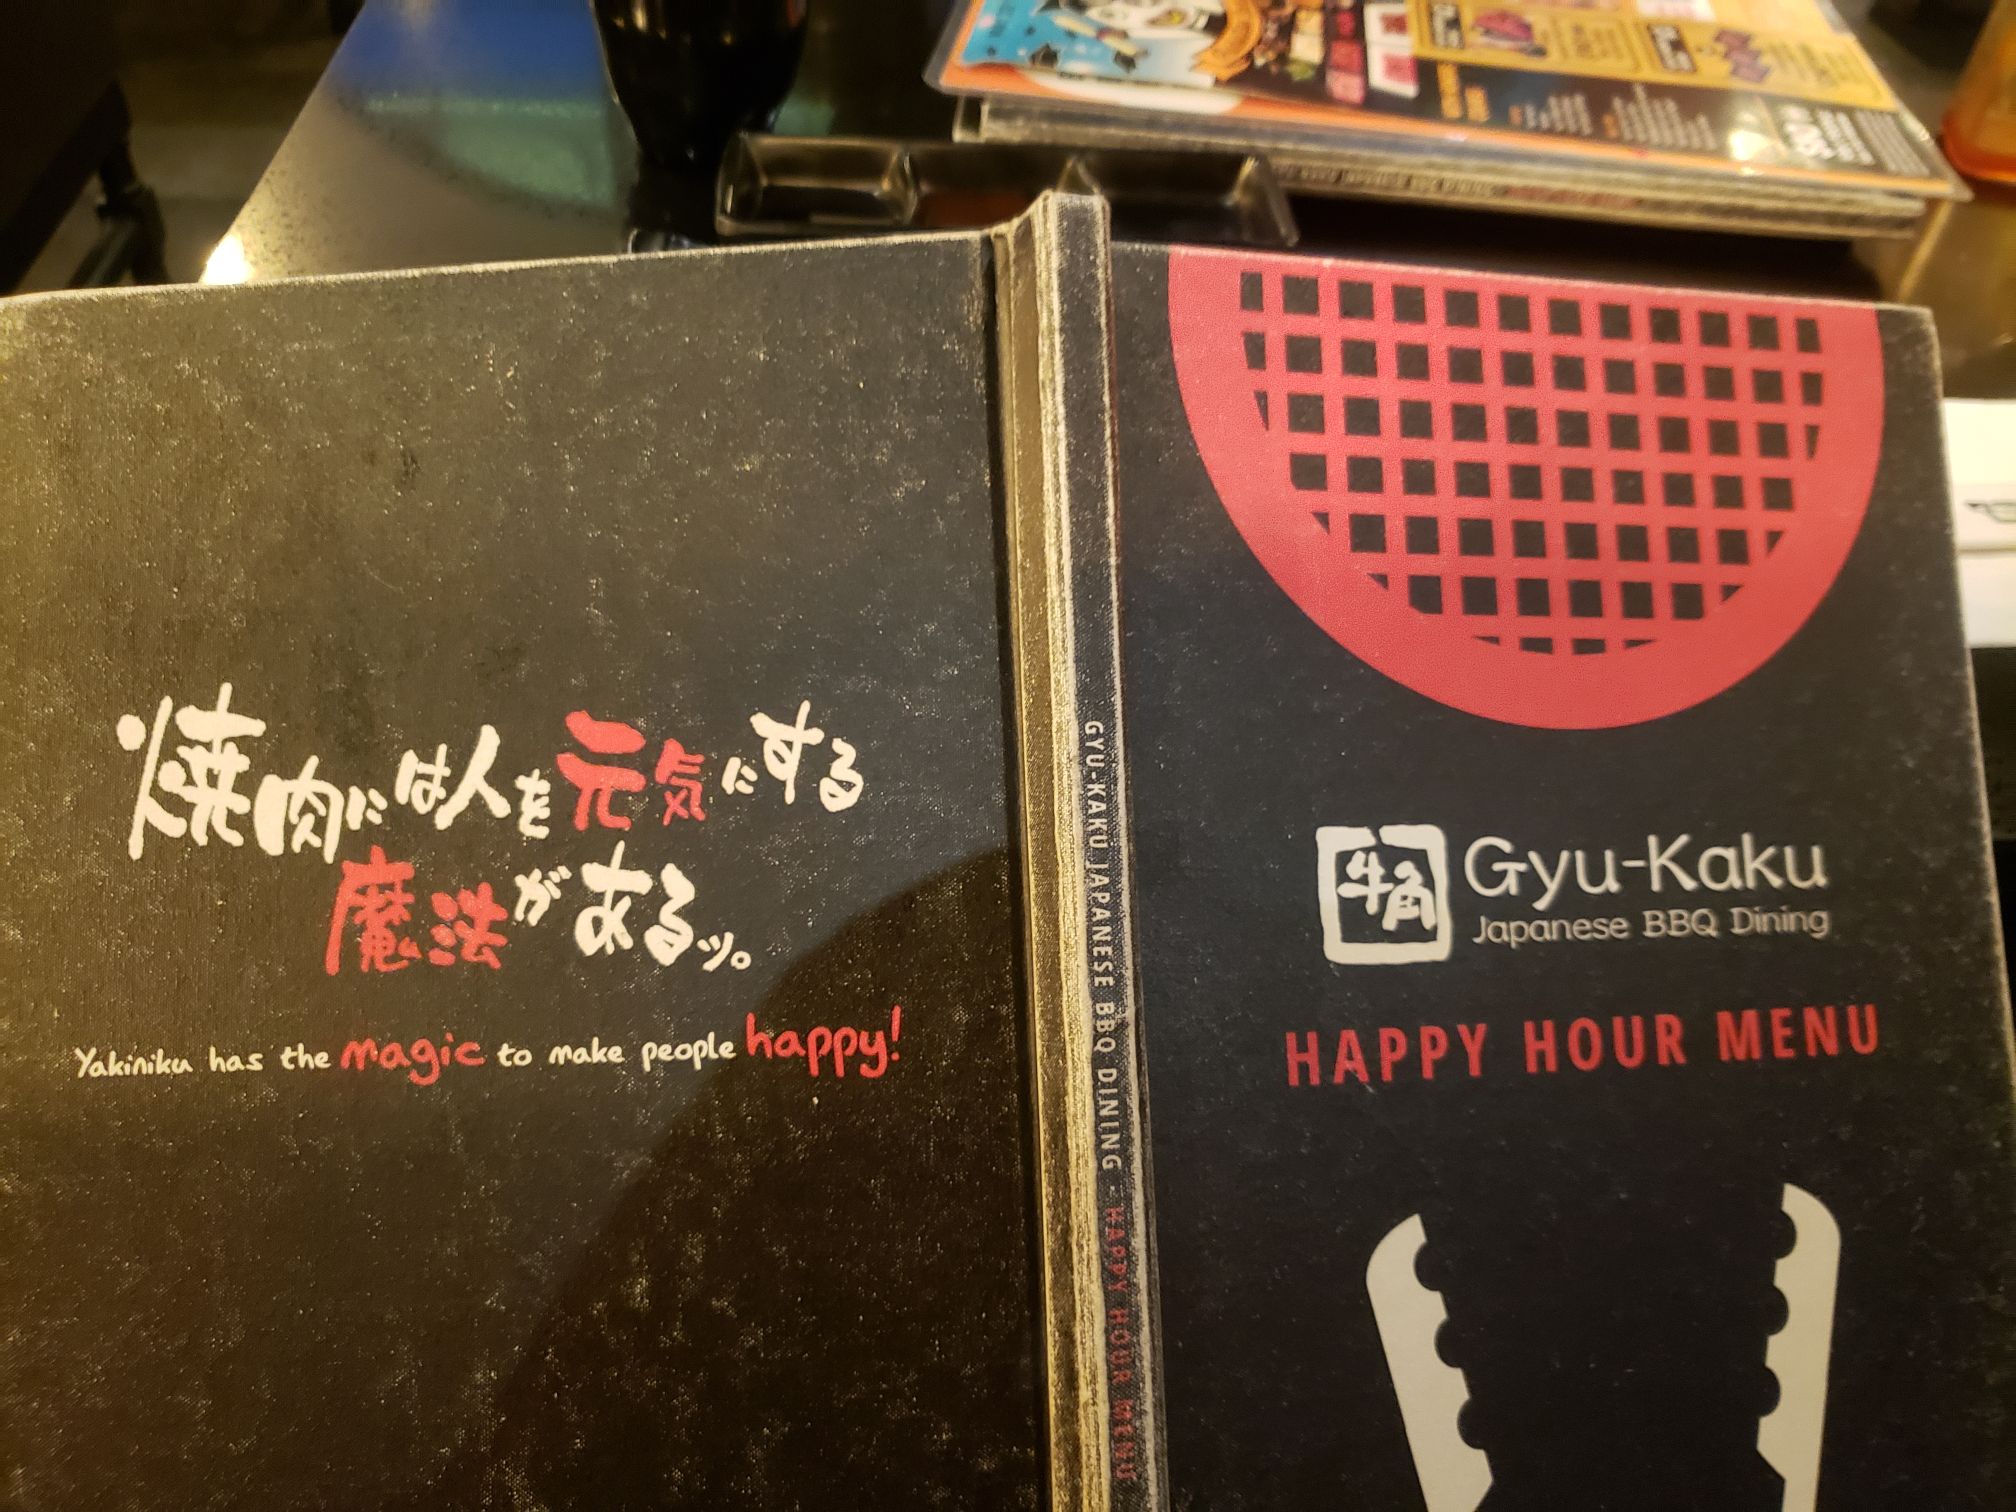 焼肉には人を元気にする
魔法があるッ。
Yakiniku has the magic to make people happy!
GYU-KAKU JAPANESE BBQ DINING · HAPPY HOUR MENU
牛角
Gyu-Kaku
Japanese BBQ Dining
HAPPY HOUR MENU